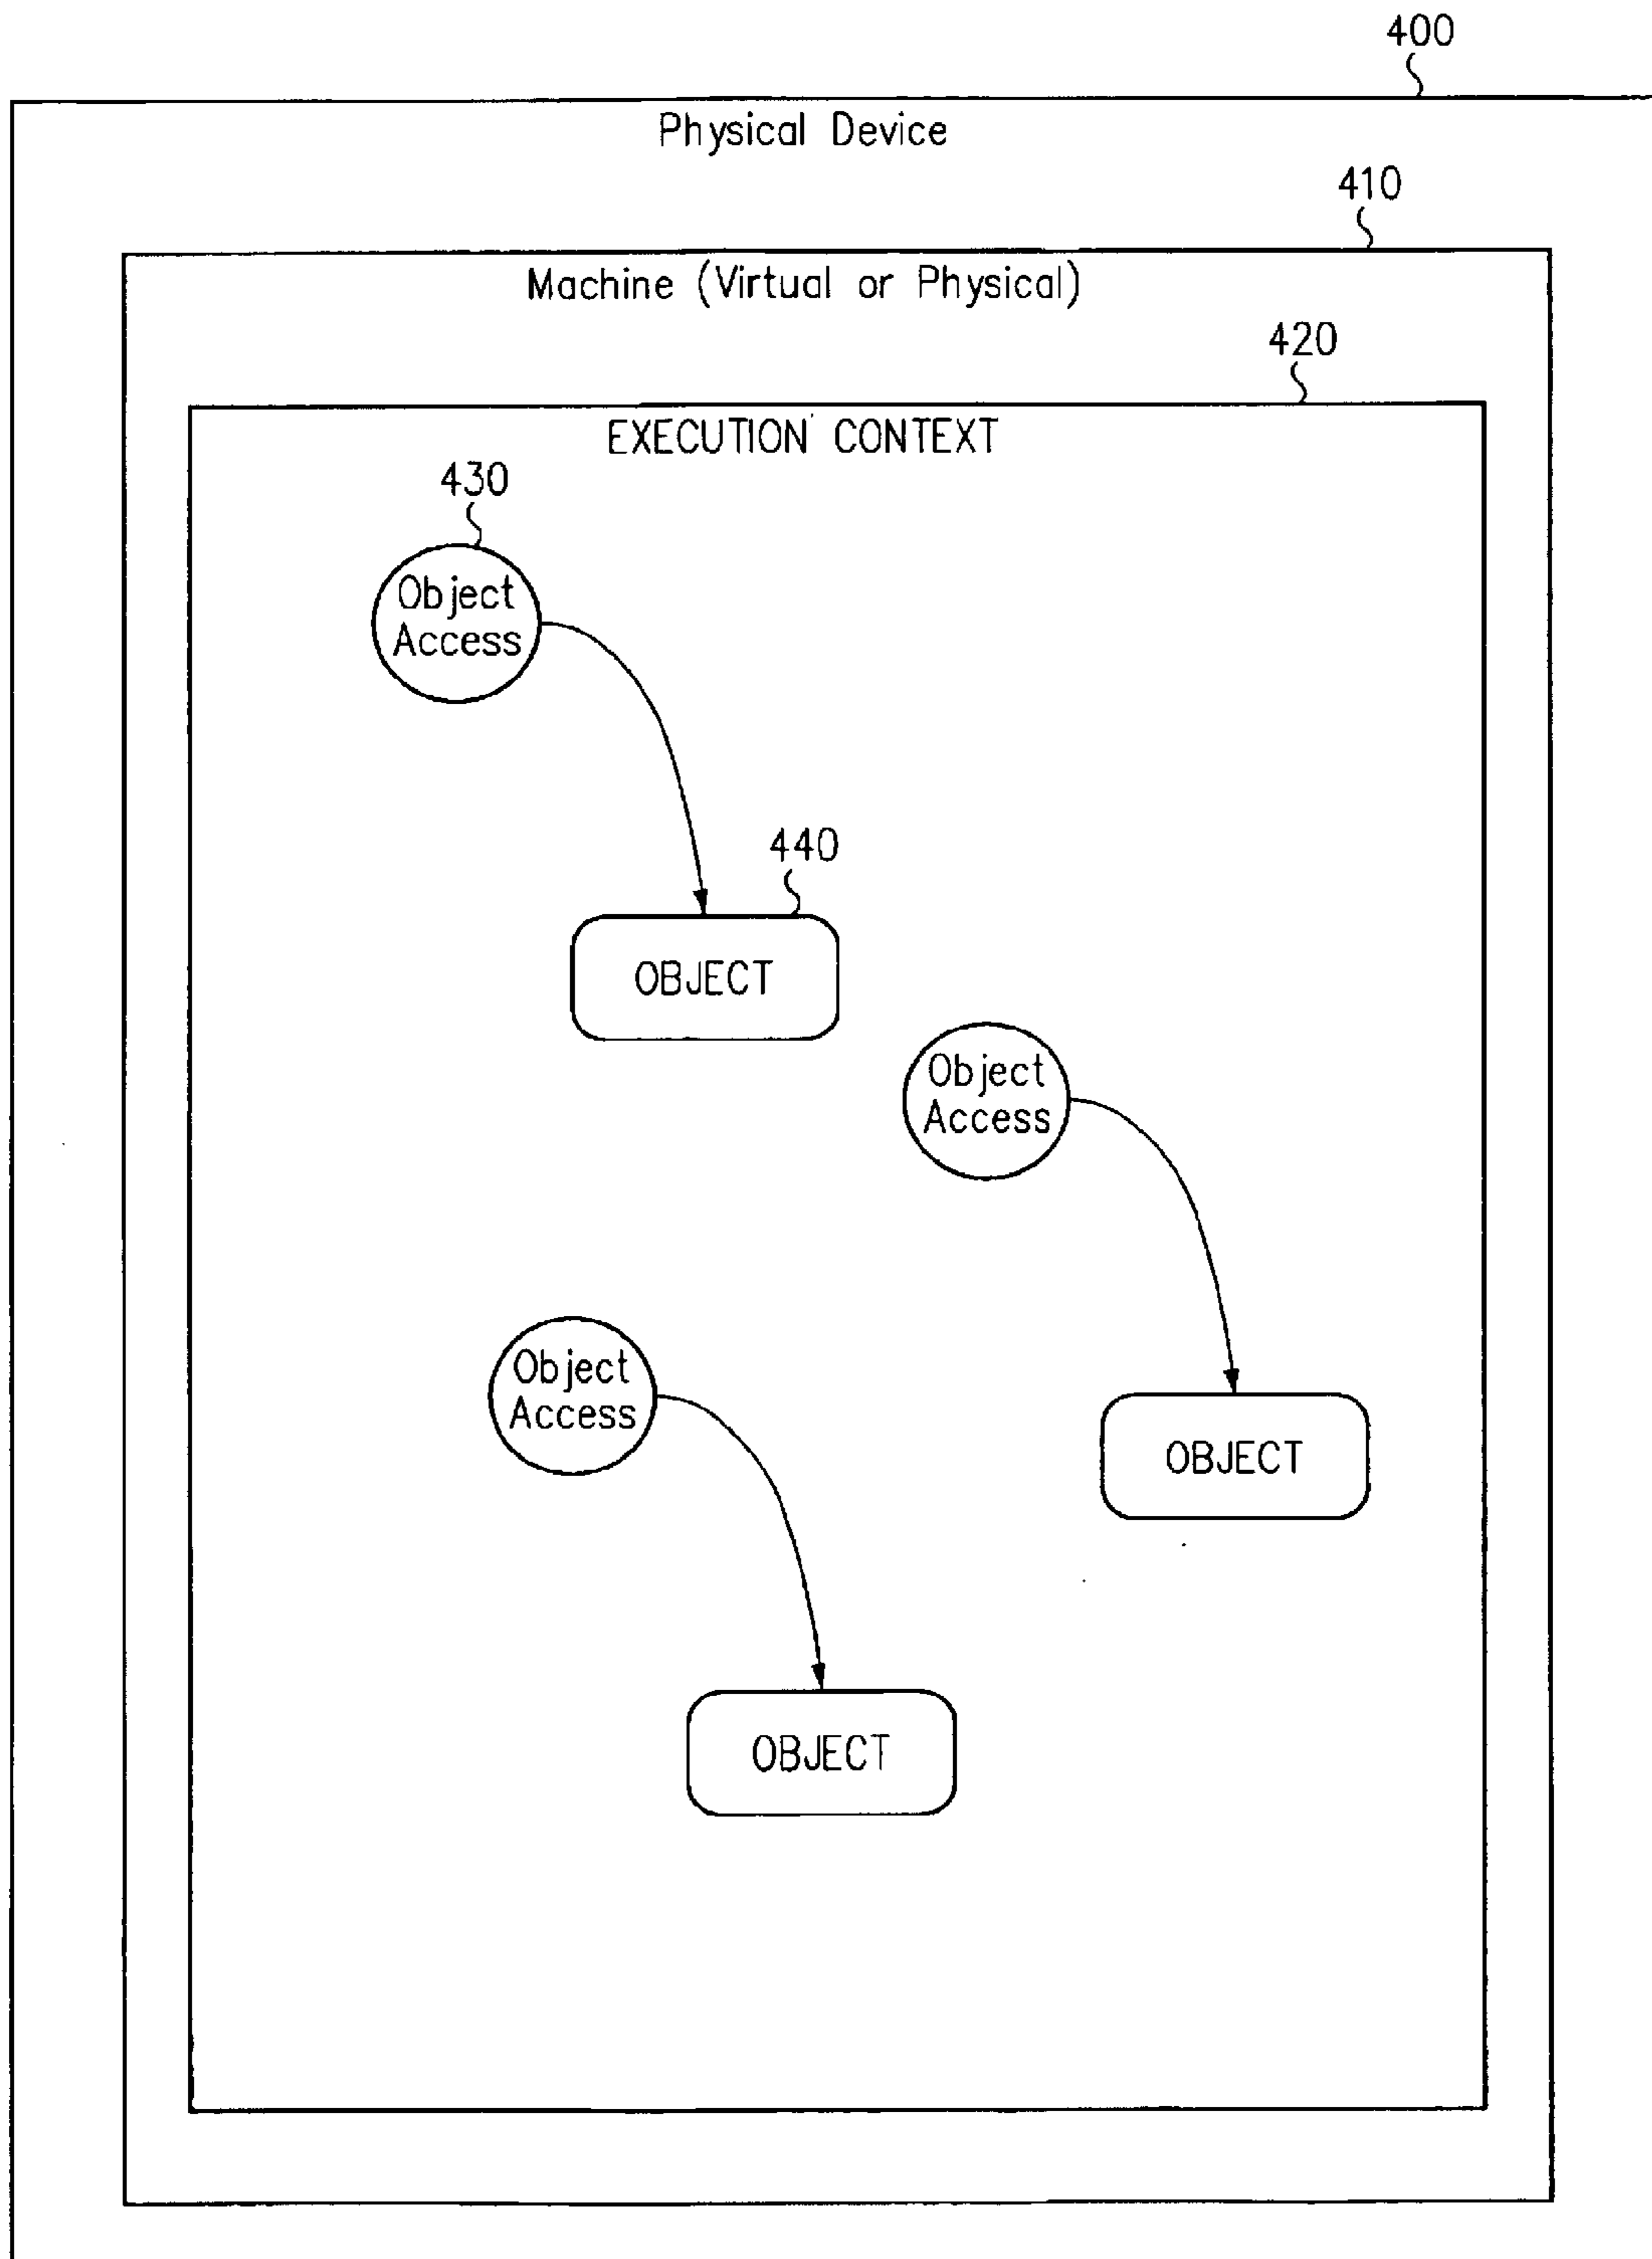 400
Physical Device
410
Machine (Virtual or Physical)
420
EXECUTION CONTEXT
430
Object
Access
440
OBJECT
Object
Access
Object
Access
OBJECT
OBJECT